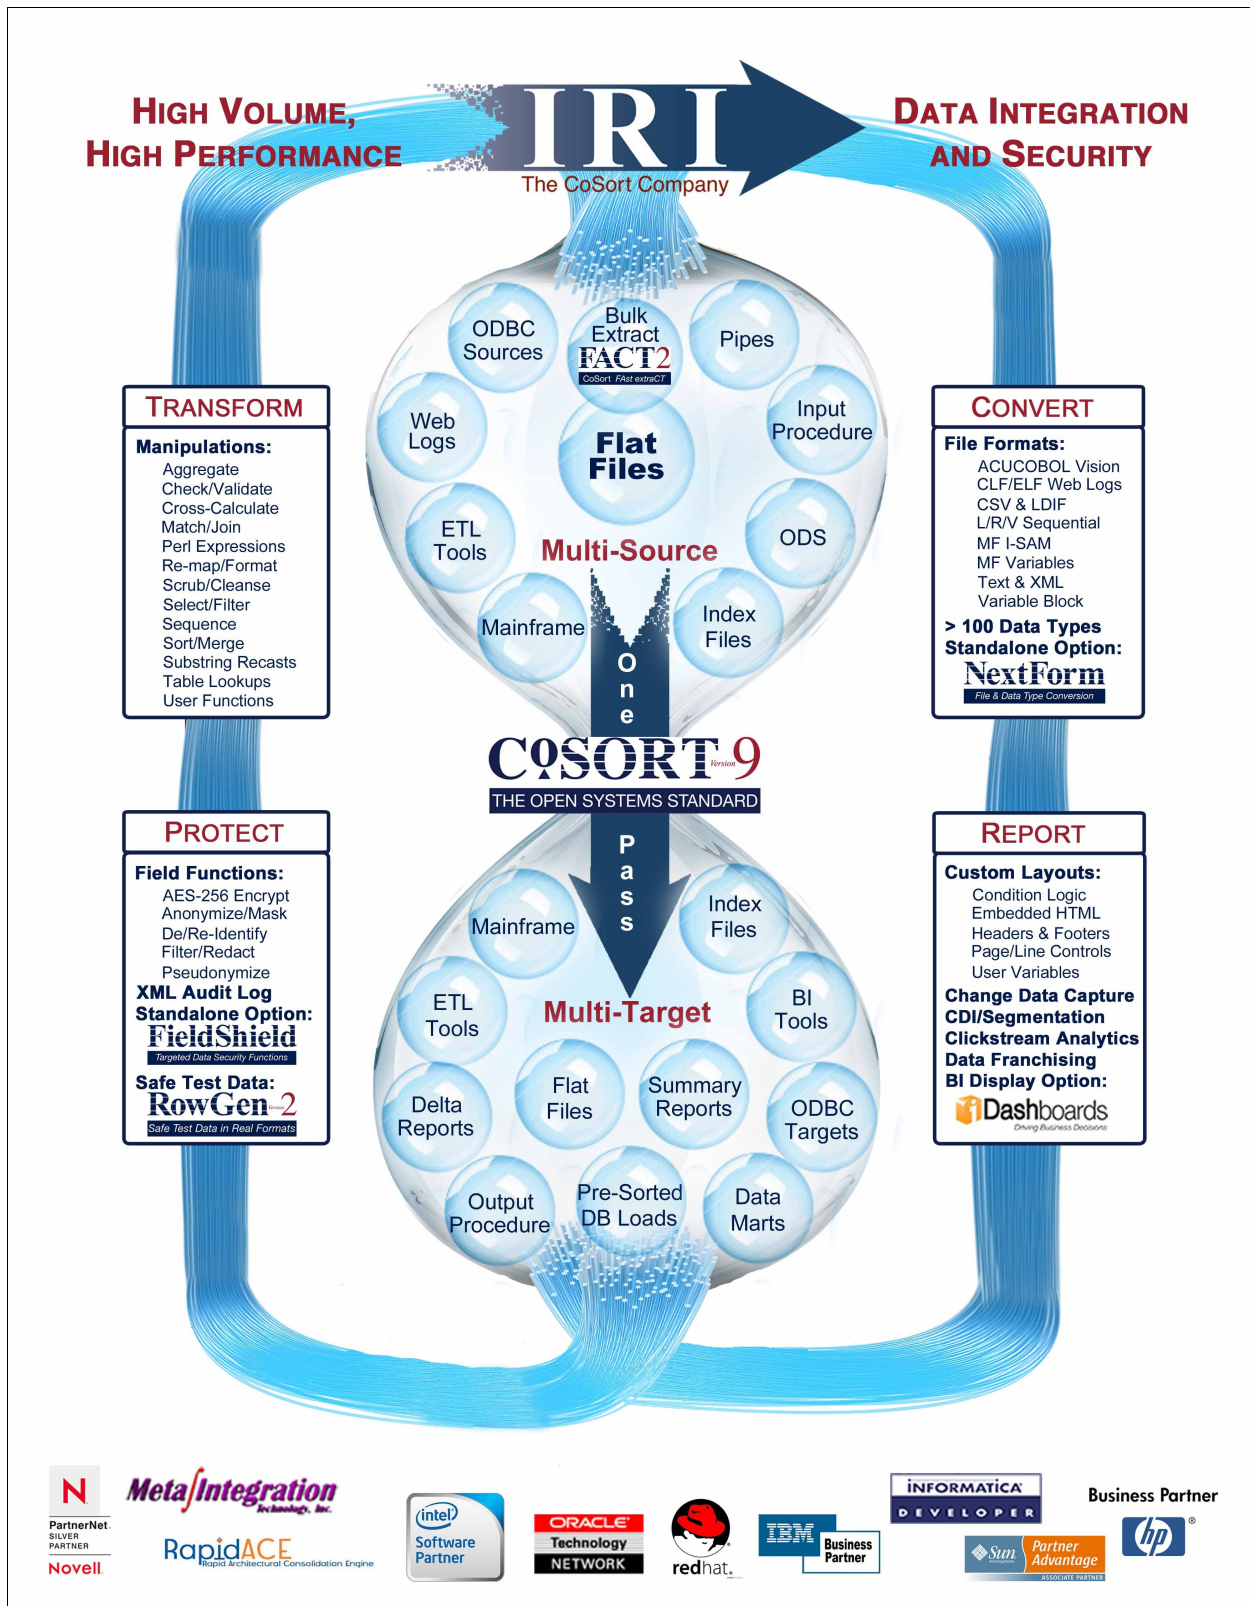 HIGH VOLUME,
HIGH PERFORMANCE
IRI
The CoSort Company
DATA INTEGRATION
AND SECURITY
ODBC
Sources
Bulk
Extract
FACT2
CoSort FAst extraCT
Pipes
Web
Logs
Flat
Files
Input
Procedure
ETL
Tools
Multi-Source
ODS
Mainframe
Index
Files
One
TRANSFORM
Manipulations:
Aggregate
Check/Validate
Cross-Calculate
Match/Join
Perl Expressions
Re-map/Format
Scrub/Cleanse
Select/Filter
Sequence
Sort/Merge
Substring Recasts
Table Lookups
User Functions
CONVERT
File Formats:
ACUCOBOL Vision
CLF/ELF Web Logs
CSV & LDIF
L/R/V Sequential
MF I-SAM
MF Variables
Text & XML
Variable Block
> 100 Data Types
Standalone Option:
NextForm
File & Data Type Conversion
CoSORT Version 9
THE OPEN SYSTEMS STANDARD
Pass
PROTECT
Field Functions:
AES-256 Encrypt
Anonymize/Mask
De/Re-Identify
Filter/Redact
Pseudonymize
XML Audit Log
Standalone Option:
FieldShield
Targeted Data Security Functions
Safe Test Data:
RowGen Version 2
Safe Test Data in Real Formats
Mainframe
Index
Files
ETL
Tools
Multi-Target
BI
Tools
Delta
Reports
Flat
Files
Summary
Reports
ODBC
Targets
Output
Procedure
Pre-Sorted
DB Loads
Data
Marts
REPORT
Custom Layouts:
Condition Logic
Embedded HTML
Headers & Footers
Page/Line Controls
User Variables
Change Data Capture
CDI/Segmentation
Clickstream Analytics
Data Franchising
BI Display Option:
iDashboards
Driving Business Decisions
N
PartnerNet.
SILVER
PARTNER
Novell.
Meta Integration
Technology, Inc.
RapidACE
Rapid Architectural Consolidation Engine
intel
Software
Partner
ORACLE
Technology
NETWORK
redhat.
IBM
Business
Partner
INFORMATICA
DEVELOPER
Sun
microsystems
Partner
Advantage
ASSOCIATE PARTNER
Business Partner
hp®